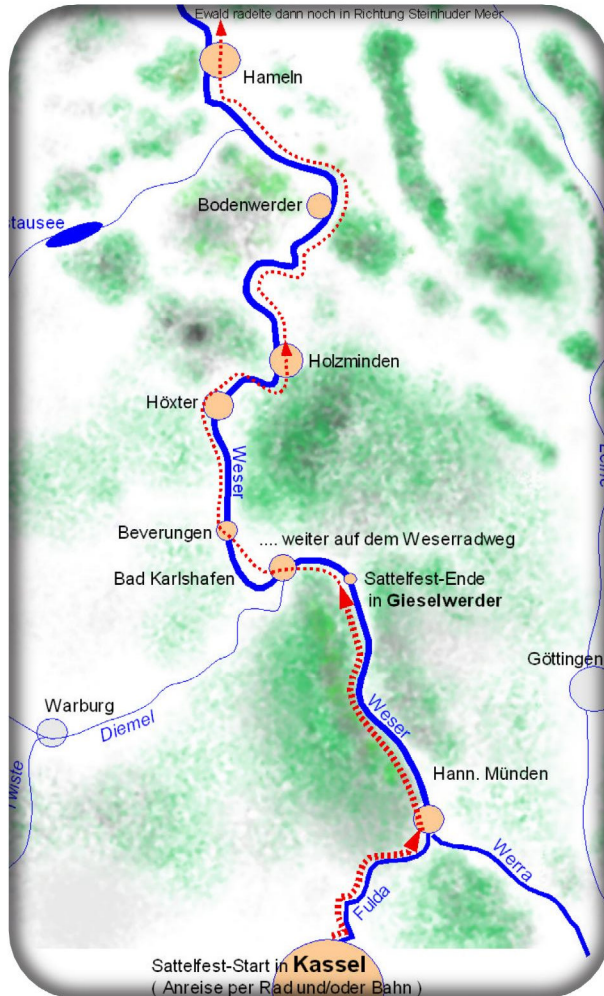 Ewald radelte dann noch in Richtung Steinhuder Meer
Hameln
Bodenwerder
stausee
Holzminden
Höxter
Weser
Leine
Beverungen
.... weiter auf dem Weserradweg
Bad Karlshafen
Sattelfest-Ende
in Gieselwerder
Göttingen
Warburg
Diemel
Weser
Twiste
Hann. Münden
Werra
Fulda
Sattelfest-Start in Kassel
( Anreise per Rad und/oder Bahn )